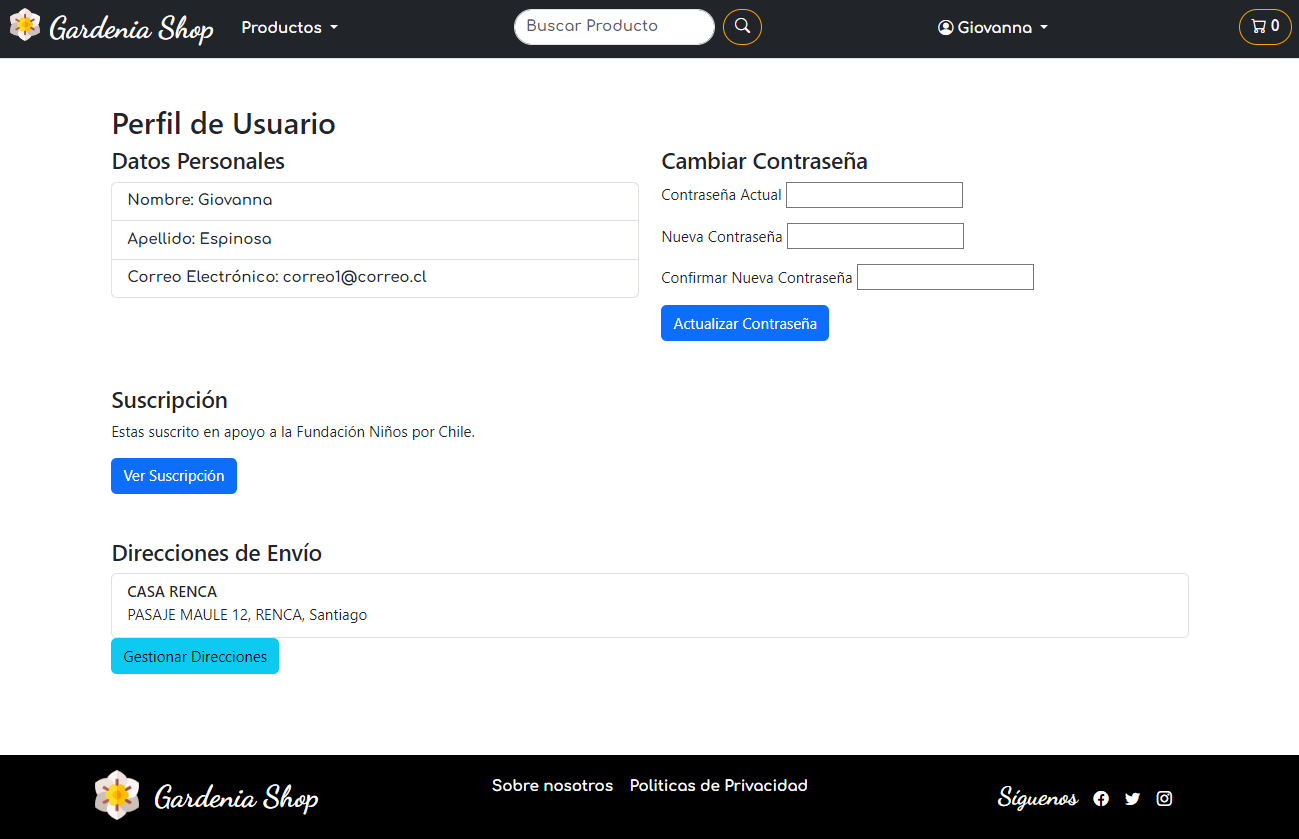 Gardenia Shop Productos Buscar Producto Giovanna 0
Perfil de Usuario
Datos Personales
Nombre: Giovanna
Apellido: Espinosa
Correo Electrónico: correo1@correo.cl
Cambiar Contraseña
Contraseña Actual
Nueva Contraseña
Confirmar Nueva Contraseña
Actualizar Contraseña
Suscripción
Estas suscrito en apoyo a la Fundación Niños por Chile.
Ver Suscripción
Direcciones de Envío
CASA RENCA
PASAJE MAULE 12, RENCA, Santiago
Gestionar Direcciones
Gardenia Shop Sobre nosotros Politicas de Privacidad Síguenos